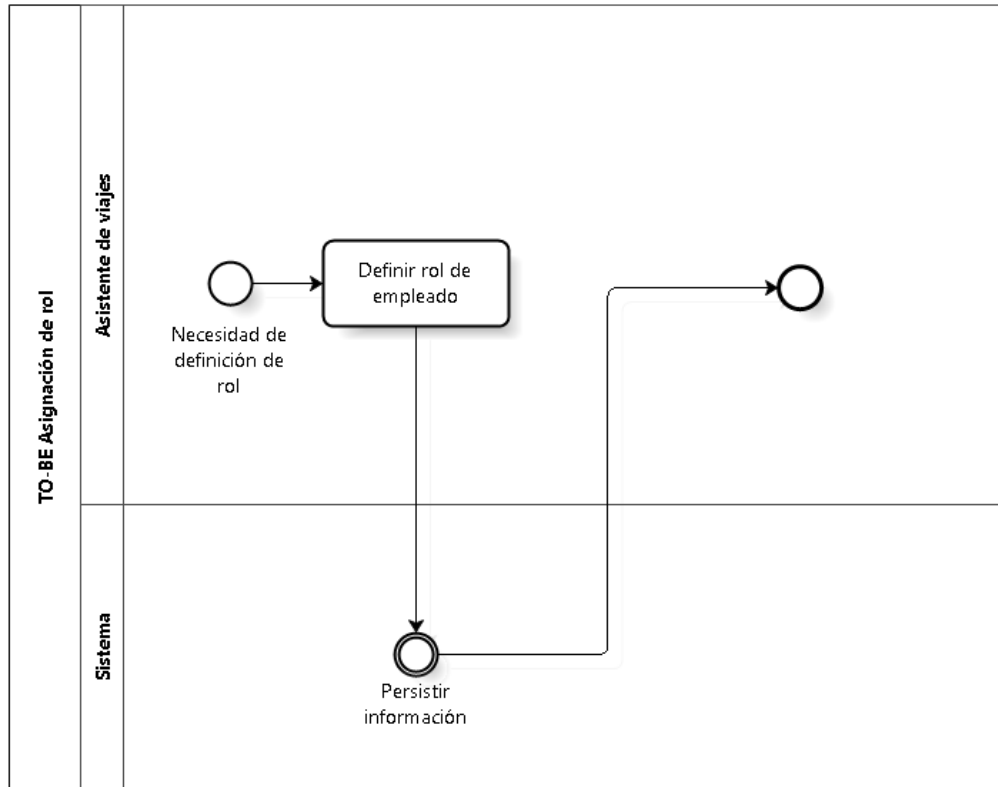 TO-BE Asignación de rol
Asistente de viajes
Definir rol de
empleado
Necesidad de
definición de
rol
Sistema
Persistir
información